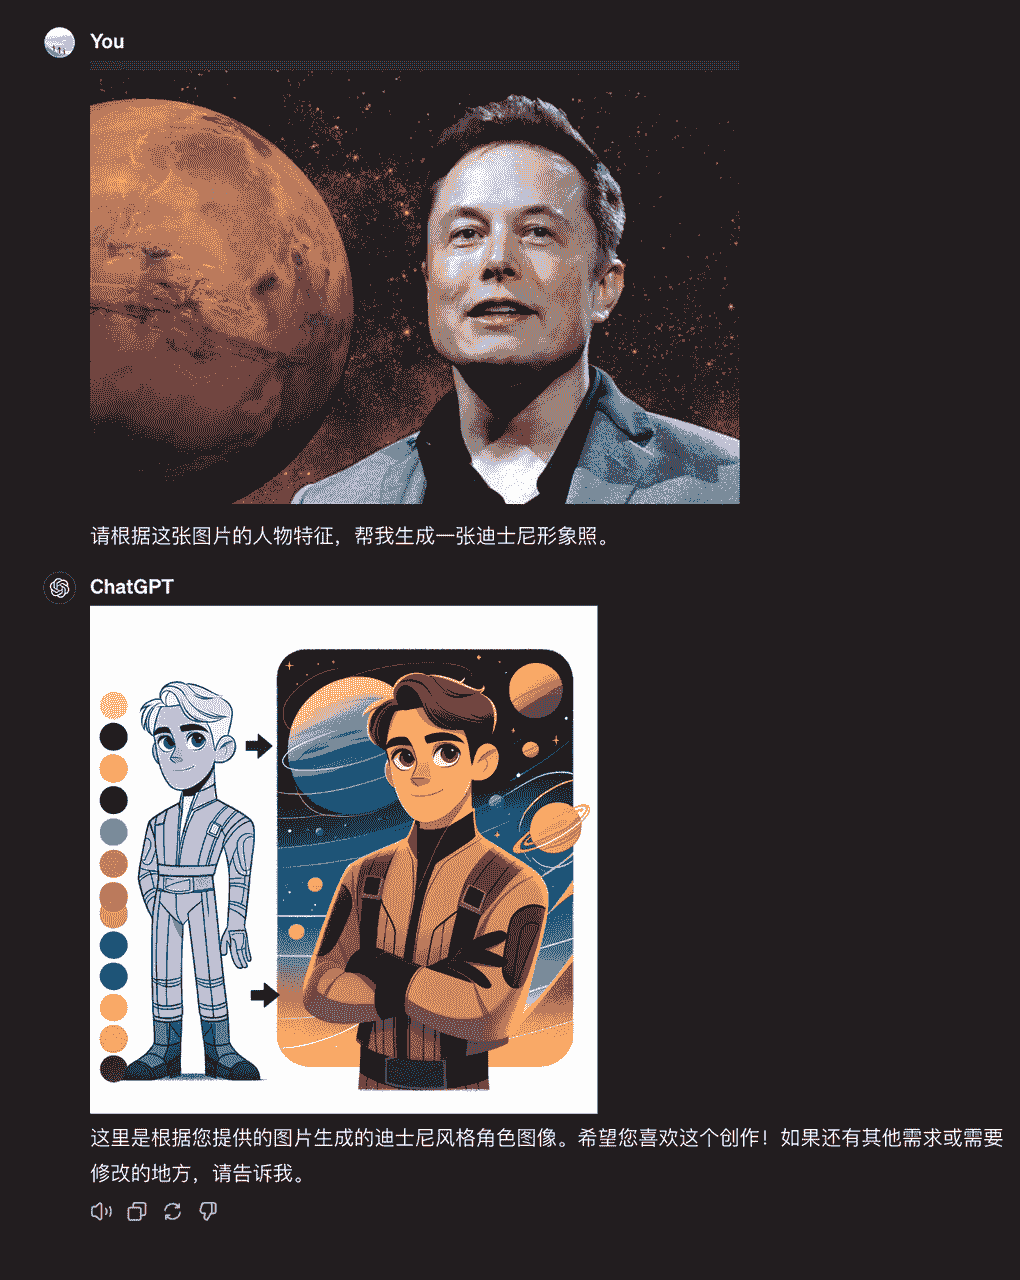 You
请根据这张图片的人物特征，帮我生成一张迪士尼形象照。
ChatGPT
这里是根据您提供的图片生成的迪士尼风格角色图像。希望您喜欢这个创作！如果还有其他需求或需要
修改的地方，请告诉我。